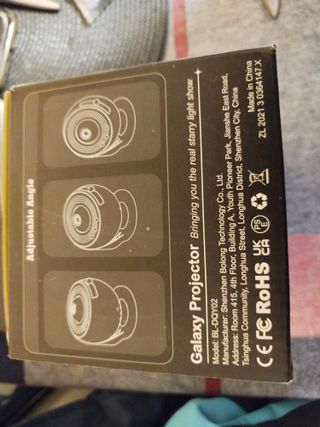 Adjustable Angle
Galaxy Projector Bringing you the real starry light show
Model: BL-DQY02
Manufacturer: Shenzhen Bolong Technology Co., Ltd.
Address: Room 415, 4th Floor, Building A, Youth Pioneer Park, Jianshe East Road,
Tsinghua Community, Longhua District, Shenzhen City, China
CE FC RoHS UK CA
Made in China
ZL 2021 3 0364147.X